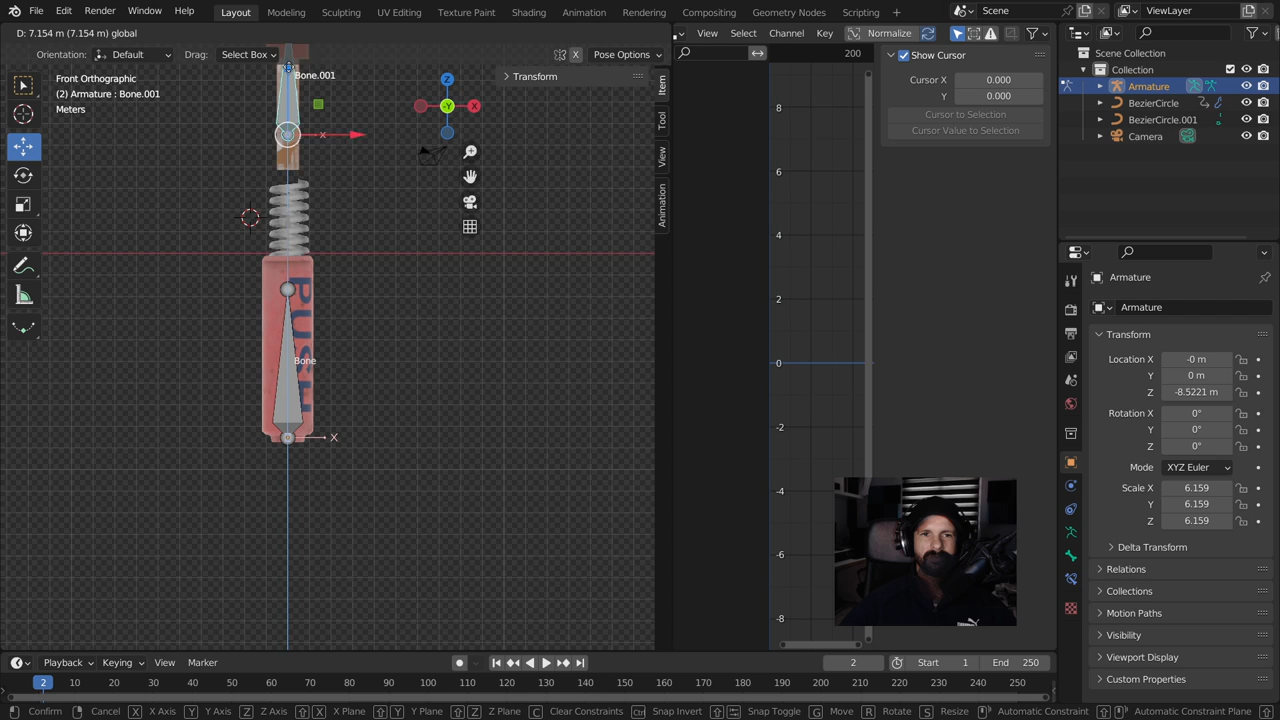 File Edit Render Window Help Layout Modeling Sculpting UV Editing Texture Paint Shading Animation Rendering Compositing Geometry Nodes Scripting Scene ViewLayer
D: 7.154 m (7.154 m) global
Orientation: Default Drag: Select Box X Pose Options
View Select Channel Key Normalize
Front Orthographic
(2) Armature : Bone.001
Meters
Bone.001
Z
X
-Y
Transform
Item
Tool
View
Animation
x
Bone
X
PUSH
200
8
6
4
2
0
-2
-4
-6
-8
Show Cursor
Cursor X 0.000
Y 0.000
Cursor to Selection
Cursor Value to Selection
Scene Collection
Collection
Armature
BezierCircle
BezierCircle.001
Camera
Armature
Armature
Transform
Location X -0 m
Y 0 m
Z -8.5221 m
Rotation X 0°
Y 0°
Z 0°
Mode XYZ Euler
Scale X 6.159
Y 6.159
Z 6.159
Delta Transform
Relations
Collections
Motion Paths
Visibility
Viewport Display
Custom Properties
Playback Keying View Marker 2 Start 1 End 250
2 10 20 30 40 50 60 70 80 90 100 110 120 130 140 150 160 170 180 190 200 210 220 230 240 250
Confirm Cancel X X Axis Y Y Axis Z Z Axis X X Plane Y Y Plane Z Z Plane C Clear Constraints Ctrl Snap Invert Snap Toggle G Move R Rotate S Resize Automatic Constraint Automatic Constraint Plane